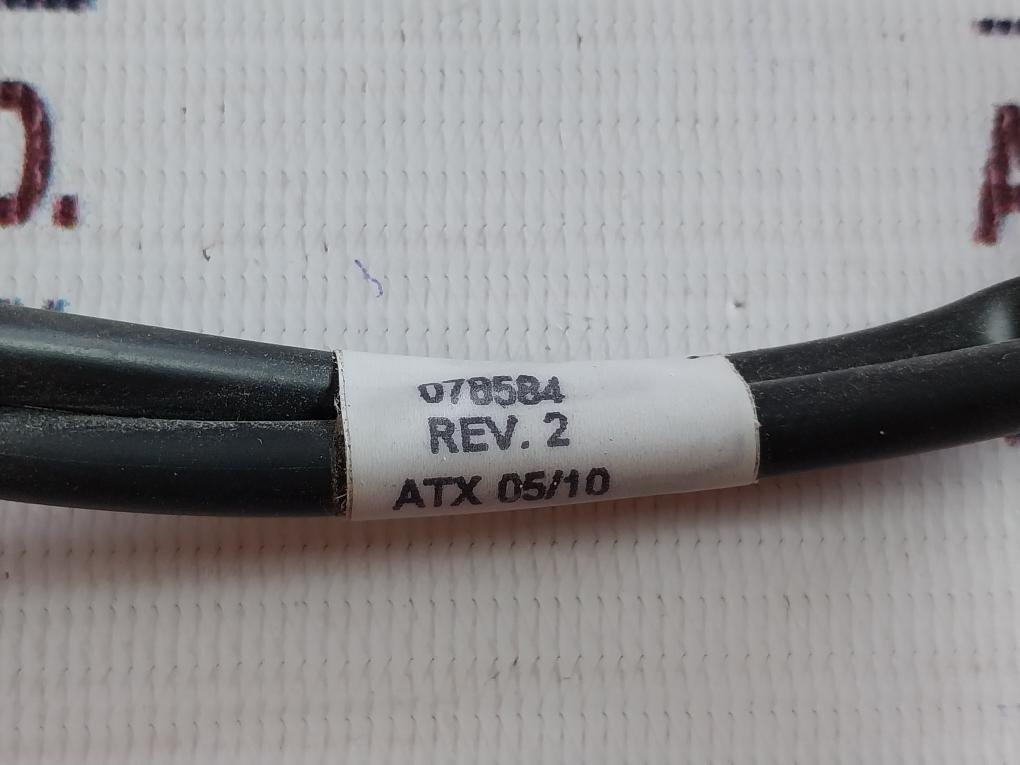 078584
REV. 2
ATX 05/10
D.
A